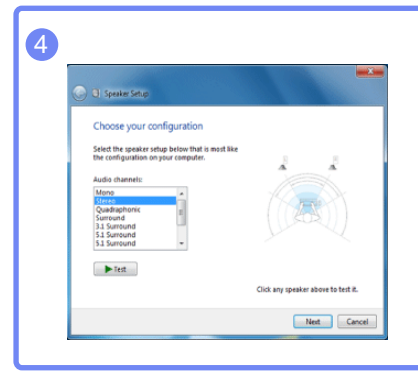 4
Speaker Setup
Choose your configuration
Select the speaker setup below that is most like
the configuration on your computer.
Audio channels:
Mono
Stereo
Quadraphonic
Surround
3.1 Surround
5.1 Surround
5.1 Surround
Test
Click any speaker above to test it.
Next
Cancel